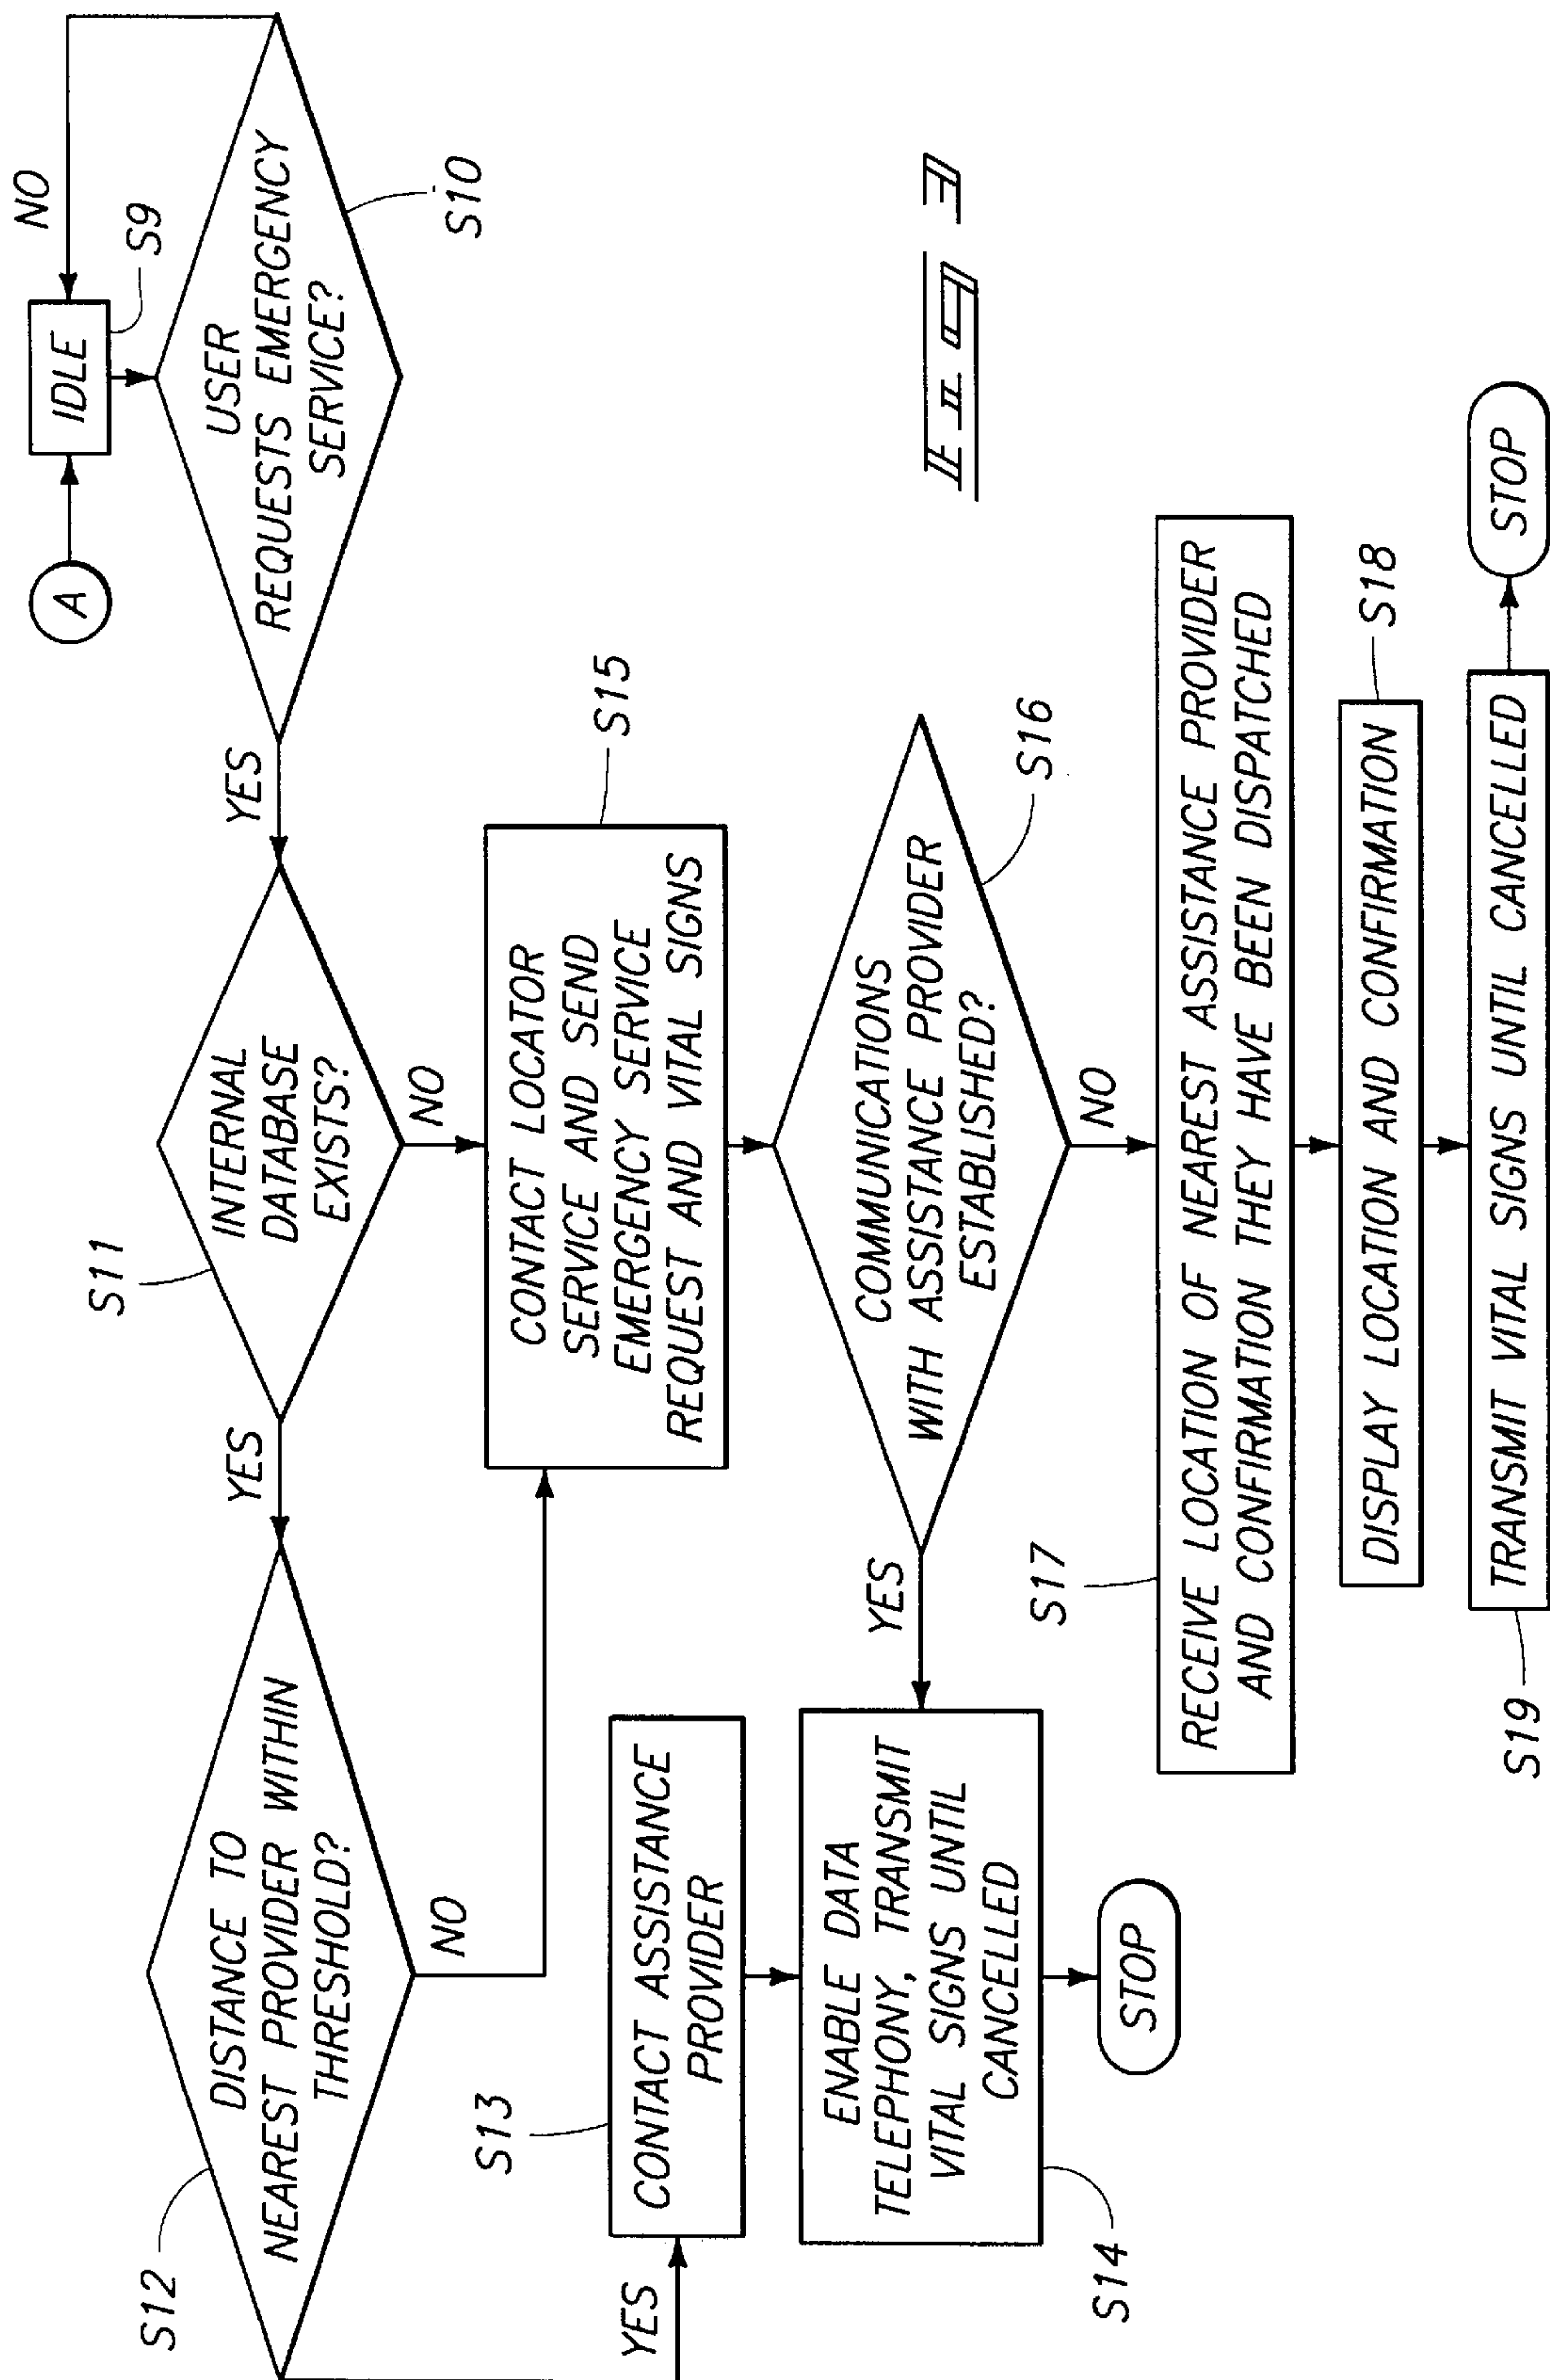 A
IDLE
S9
NO
USER
REQUESTS EMERGENCY
SERVICE?
S10
YES
INTERNAL
DATABASE
EXISTS?
S11
YES
NO
DISTANCE TO
NEAREST PROVIDER WITHIN
THRESHOLD?
S12
NO
YES
CONTACT ASSISTANCE
PROVIDER
S13
ENABLE DATA
TELEPHONY, TRANSMIT
VITAL SIGNS UNTIL
CANCELLED
S14
STOP
CONTACT LOCATOR
SERVICE AND SEND
EMERGENCY SERVICE
REQUEST AND VITAL SIGNS
S15
COMMUNICATIONS
WITH ASSISTANCE PROVIDER
ESTABLISHED?
S16
YES
NO
RECEIVE LOCATION OF NEAREST ASSISTANCE PROVIDER
AND CONFIRMATION THEY HAVE BEEN DISPATCHED
S17
DISPLAY LOCATION AND CONFIRMATION
S18
TRANSMIT VITAL SIGNS UNTIL CANCELLED
S19
STOP